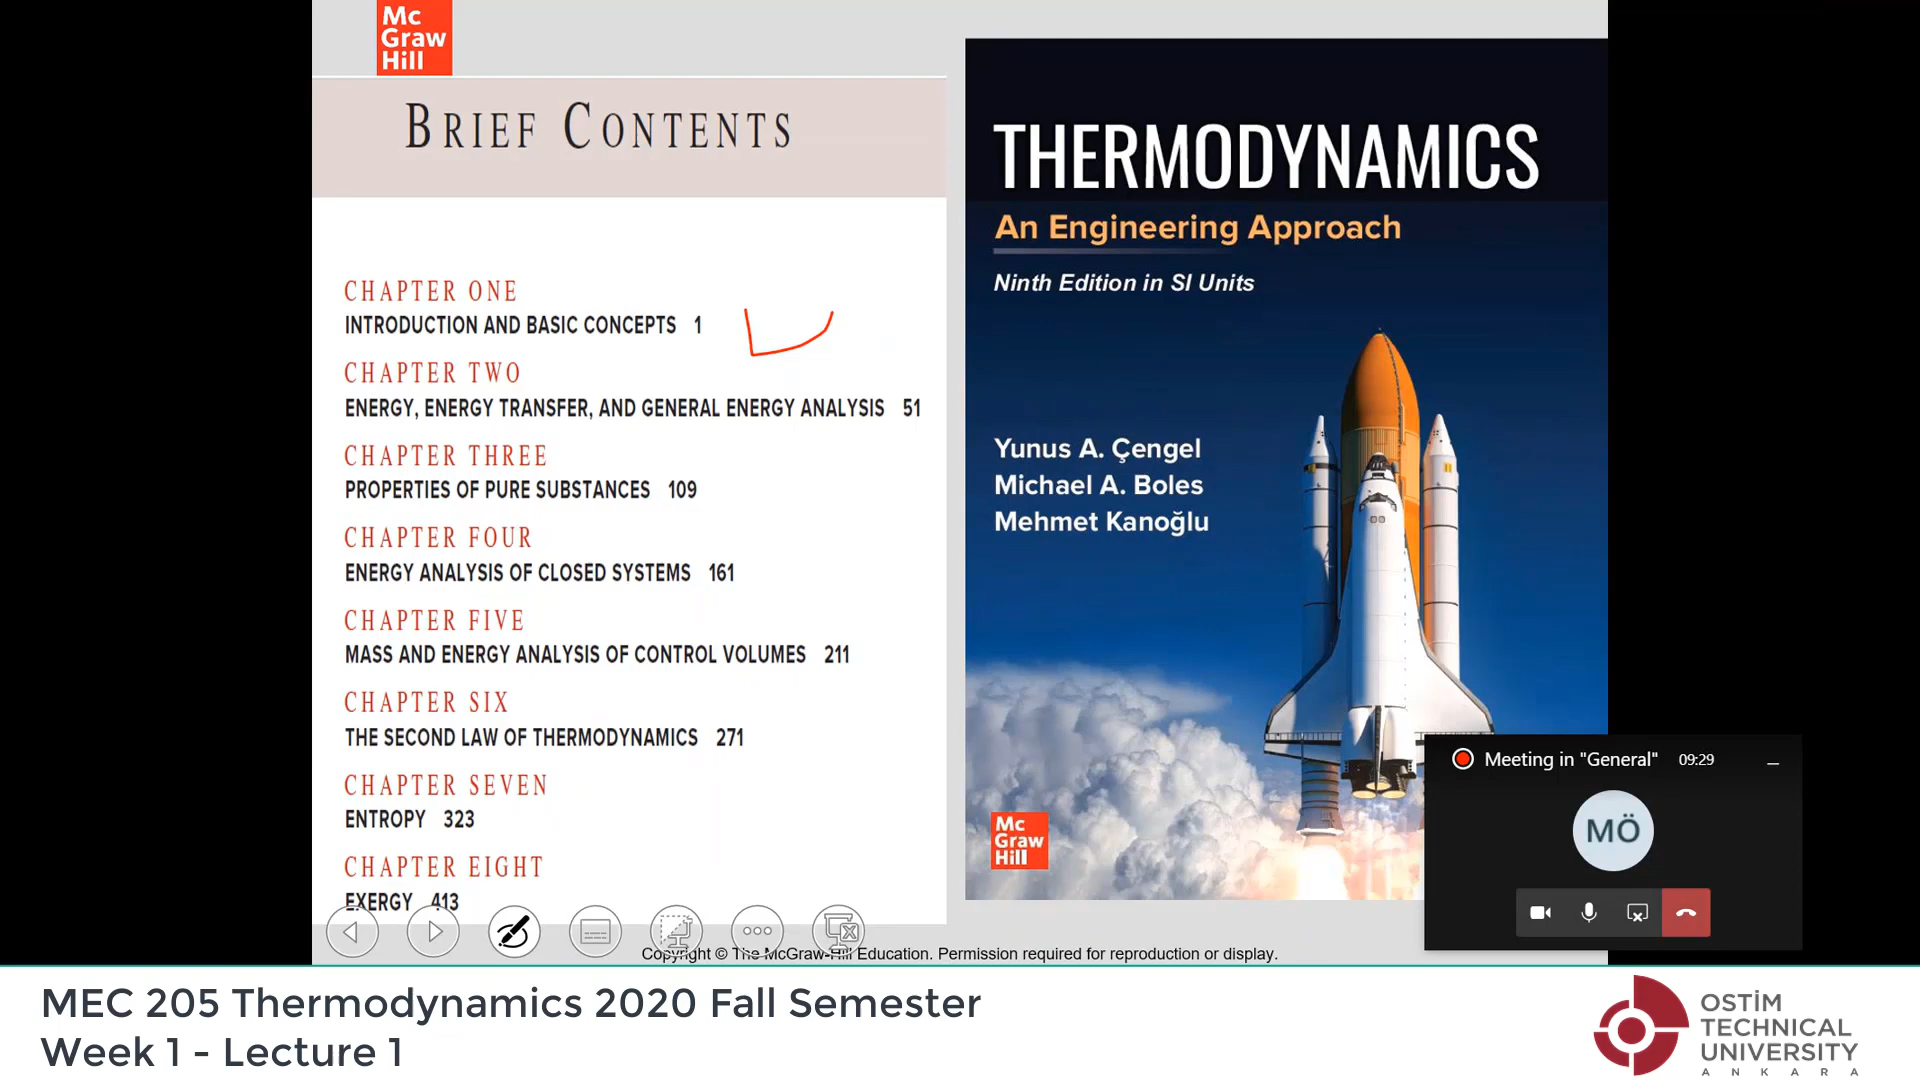 Mc
Graw
Hill
BRIEF CONTENTS
CHAPTER ONE
INTRODUCTION AND BASIC CONCEPTS 1
CHAPTER TWO
ENERGY, ENERGY TRANSFER, AND GENERAL ENERGY ANALYSIS 51
CHAPTER THREE
PROPERTIES OF PURE SUBSTANCES 109
CHAPTER FOUR
ENERGY ANALYSIS OF CLOSED SYSTEMS 161
CHAPTER FIVE
MASS AND ENERGY ANALYSIS OF CONTROL VOLUMES 211
CHAPTER SIX
THE SECOND LAW OF THERMODYNAMICS 271
CHAPTER SEVEN
ENTROPY 323
CHAPTER EIGHT
EXERGY 413
THERMODYNAMICS
An Engineering Approach
Ninth Edition in SI Units
Yunus A. Çengel
Michael A. Boles
Mehmet Kanoğlu
Mc
Graw
Hill
Meeting in "General" 09:29
MÖ
Copyright © The McGraw-Hill Education. Permission required for reproduction or display.
MEC 205 Thermodynamics 2020 Fall Semester
Week 1 - Lecture 1
OSTİM
TECHNICAL
UNIVERSITY
ANKARA